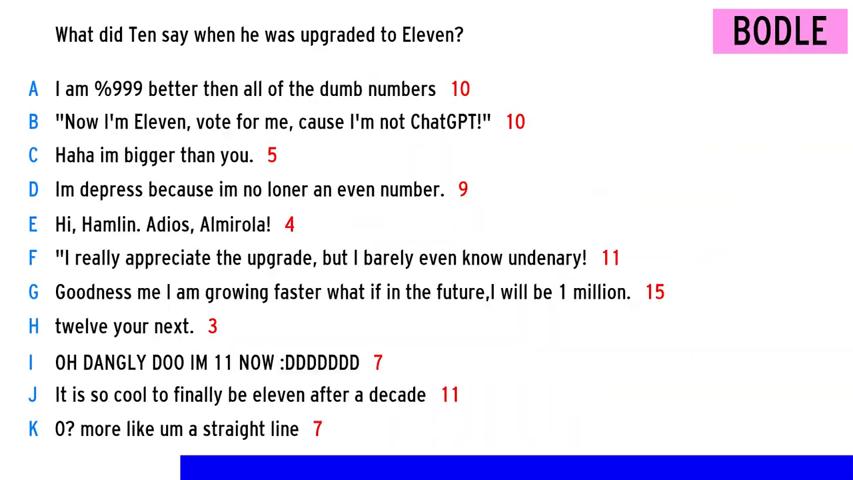 What did Ten say when he was upgraded to Eleven?
BODLE
A I am %999 better then all of the dumb numbers 10
B "Now I'm Eleven, vote for me, cause I'm not ChatGPT!" 10
C Haha im bigger than you. 5
D Im depress because im no loner an even number. 9
E Hi, Hamlin. Adios, Almirola! 4
F "I really appreciate the upgrade, but I barely even know undenary! 11
G Goodness me I am growing faster what if in the future,I will be 1 million. 15
H twelve your next. 3
I OH DANGLY DOO IM 11 NOW :DDDDDDD 7
J It is so cool to finally be eleven after a decade 11
K 0? more like um a straight line 7